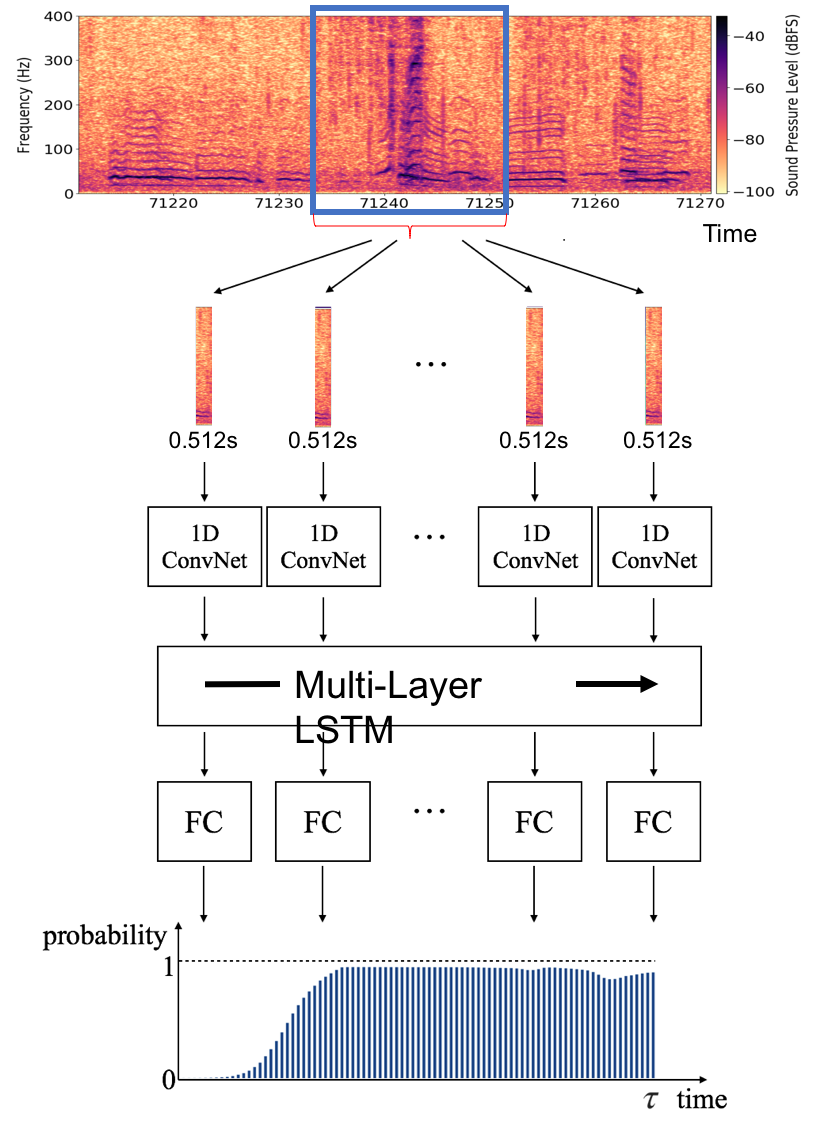 400
300
200
100
0
Frequency (Hz)
71220 71230 71240 71250 71260 71270
−40
−60
−80
−100
Sound Pressure Level (dBFS)
Time
...
0.512s 0.512s 0.512s 0.512s
1D
ConvNet
1D
ConvNet
...
1D
ConvNet
1D
ConvNet
Multi-Layer
LSTM
FC FC ... FC FC
probability
1
0
τ time